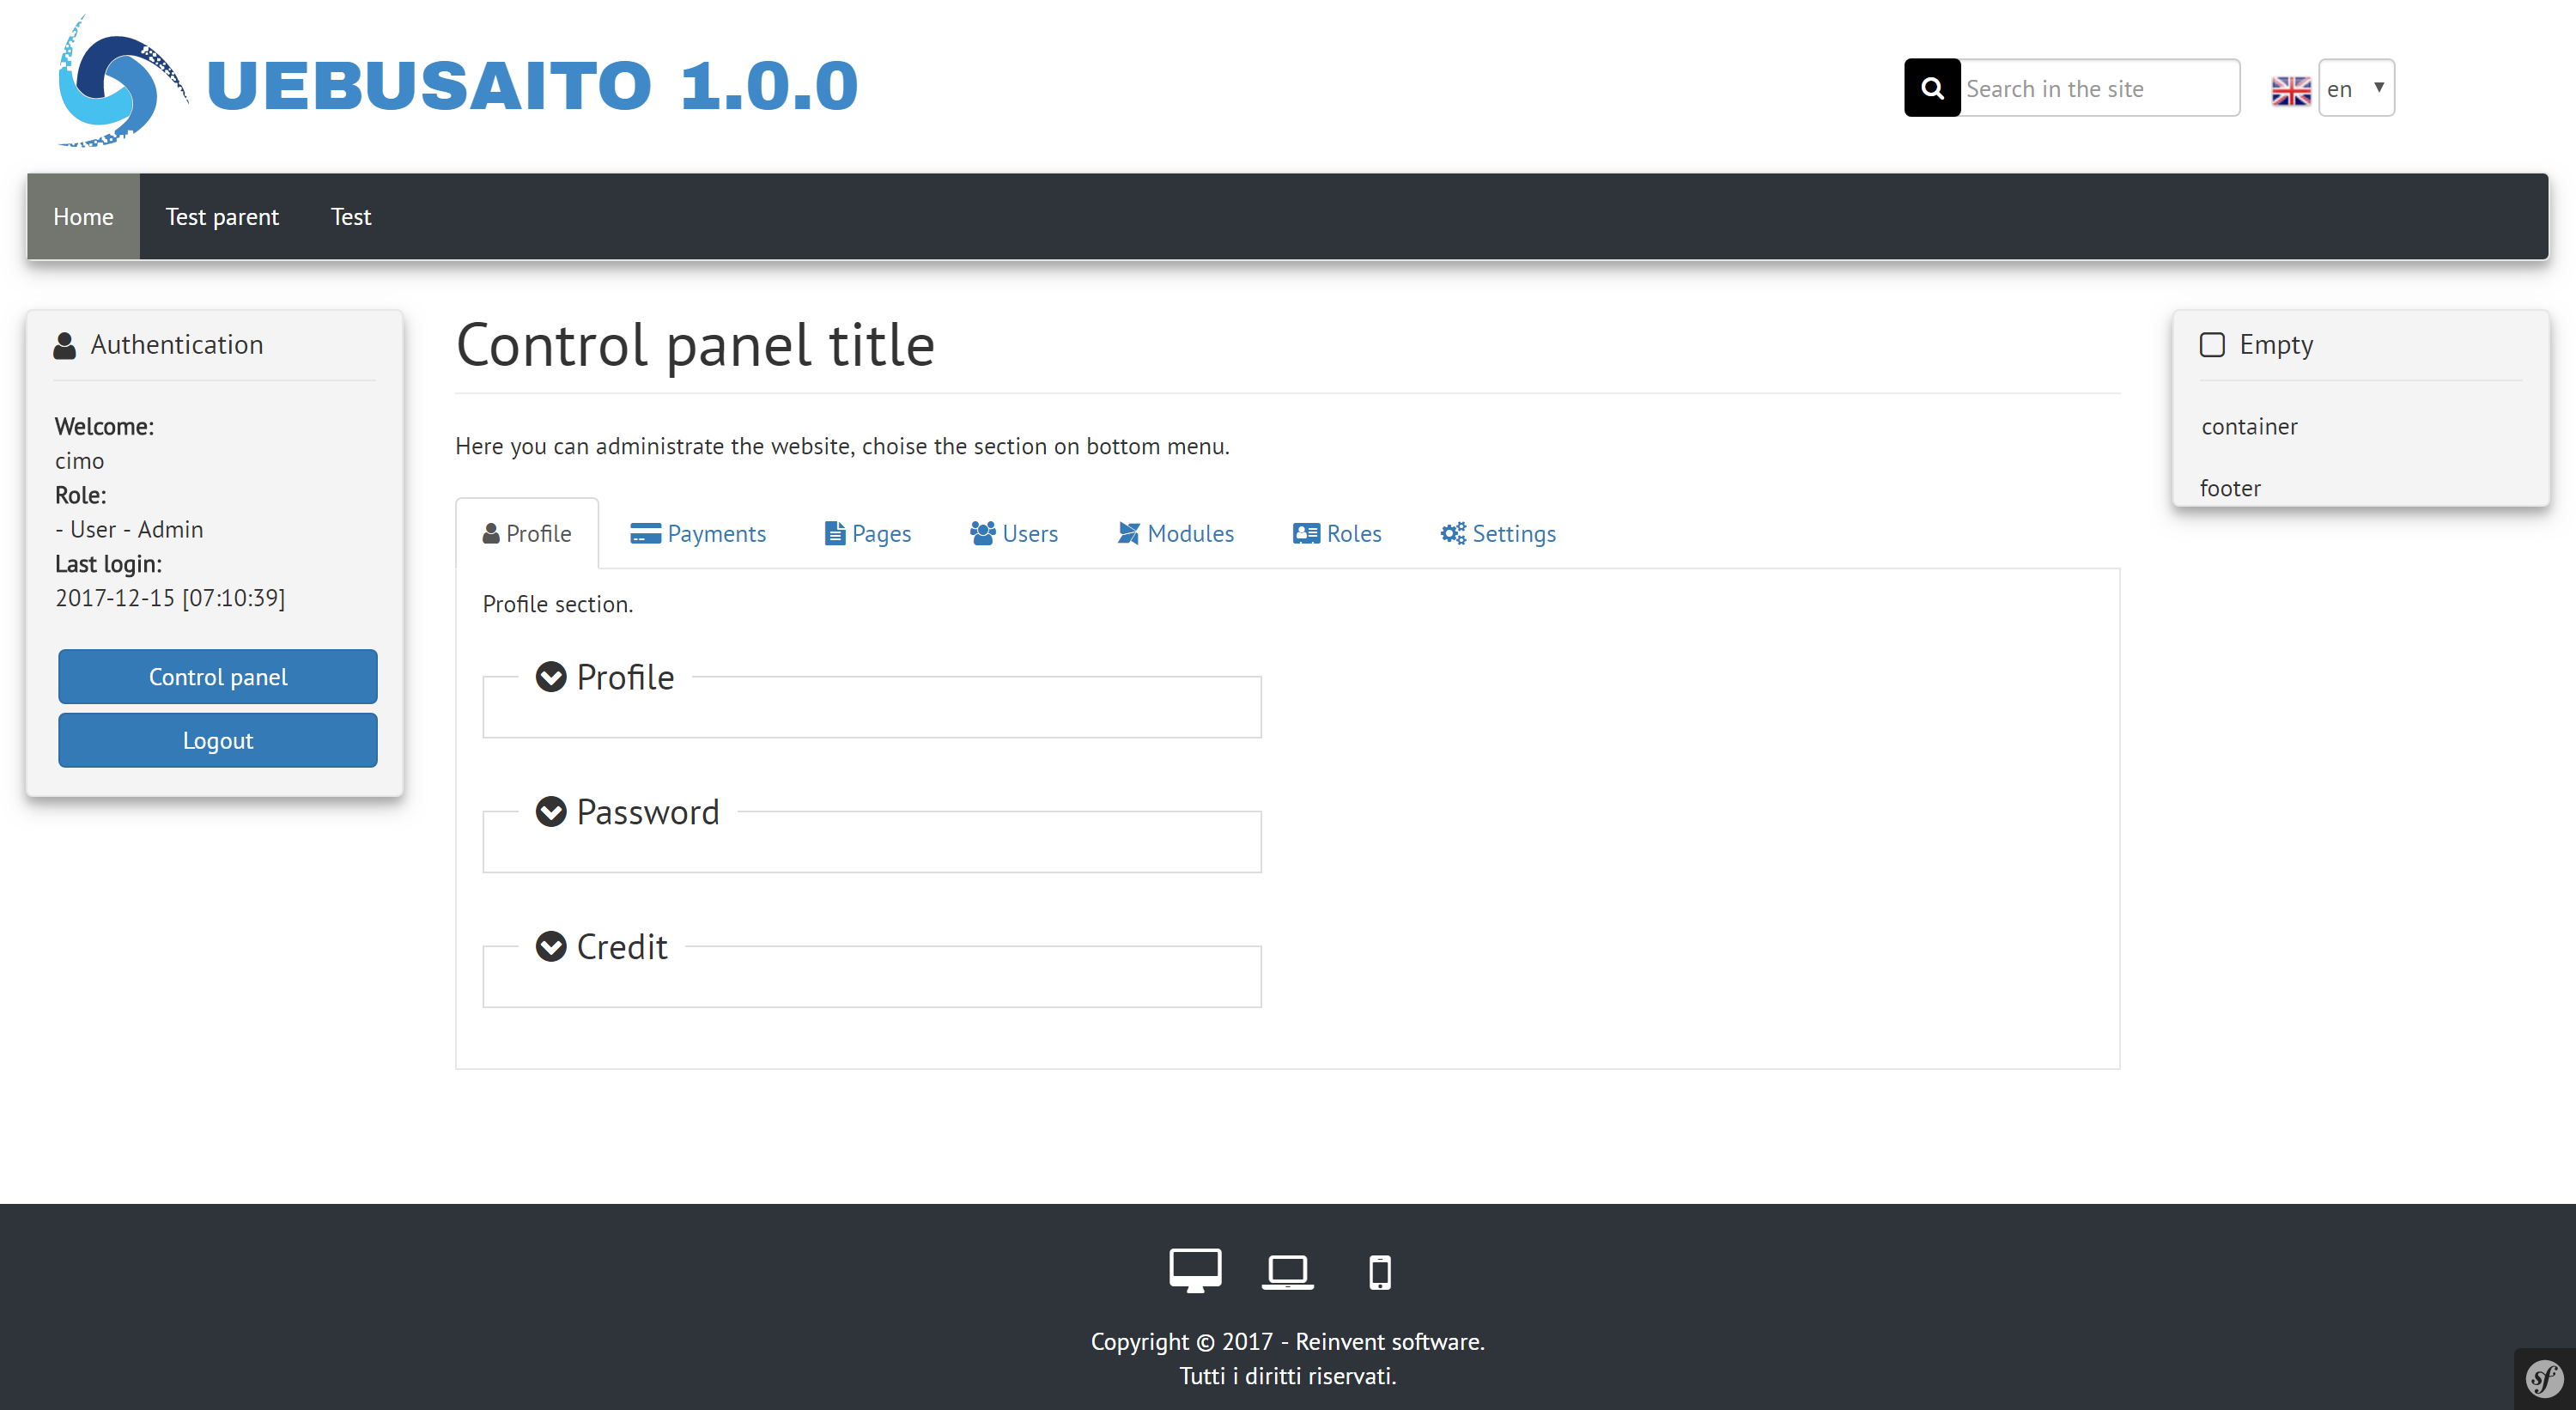 UEBUSAITO 1.0.0
Search in the site
en
Home
Test parent
Test
Authentication
Welcome:
cimo
Role:
- User - Admin
Last login:
2017-12-15 [07:10:39]
Control panel
Logout
Control panel title
Here you can administrate the website, choise the section on bottom menu.
Profile
Payments
Pages
Users
Modules
Roles
Settings
Profile section.
Profile
Password
Credit
Empty
container
footer
Copyright © 2017 - Reinvent software.
Tutti i diritti riservati.
sf